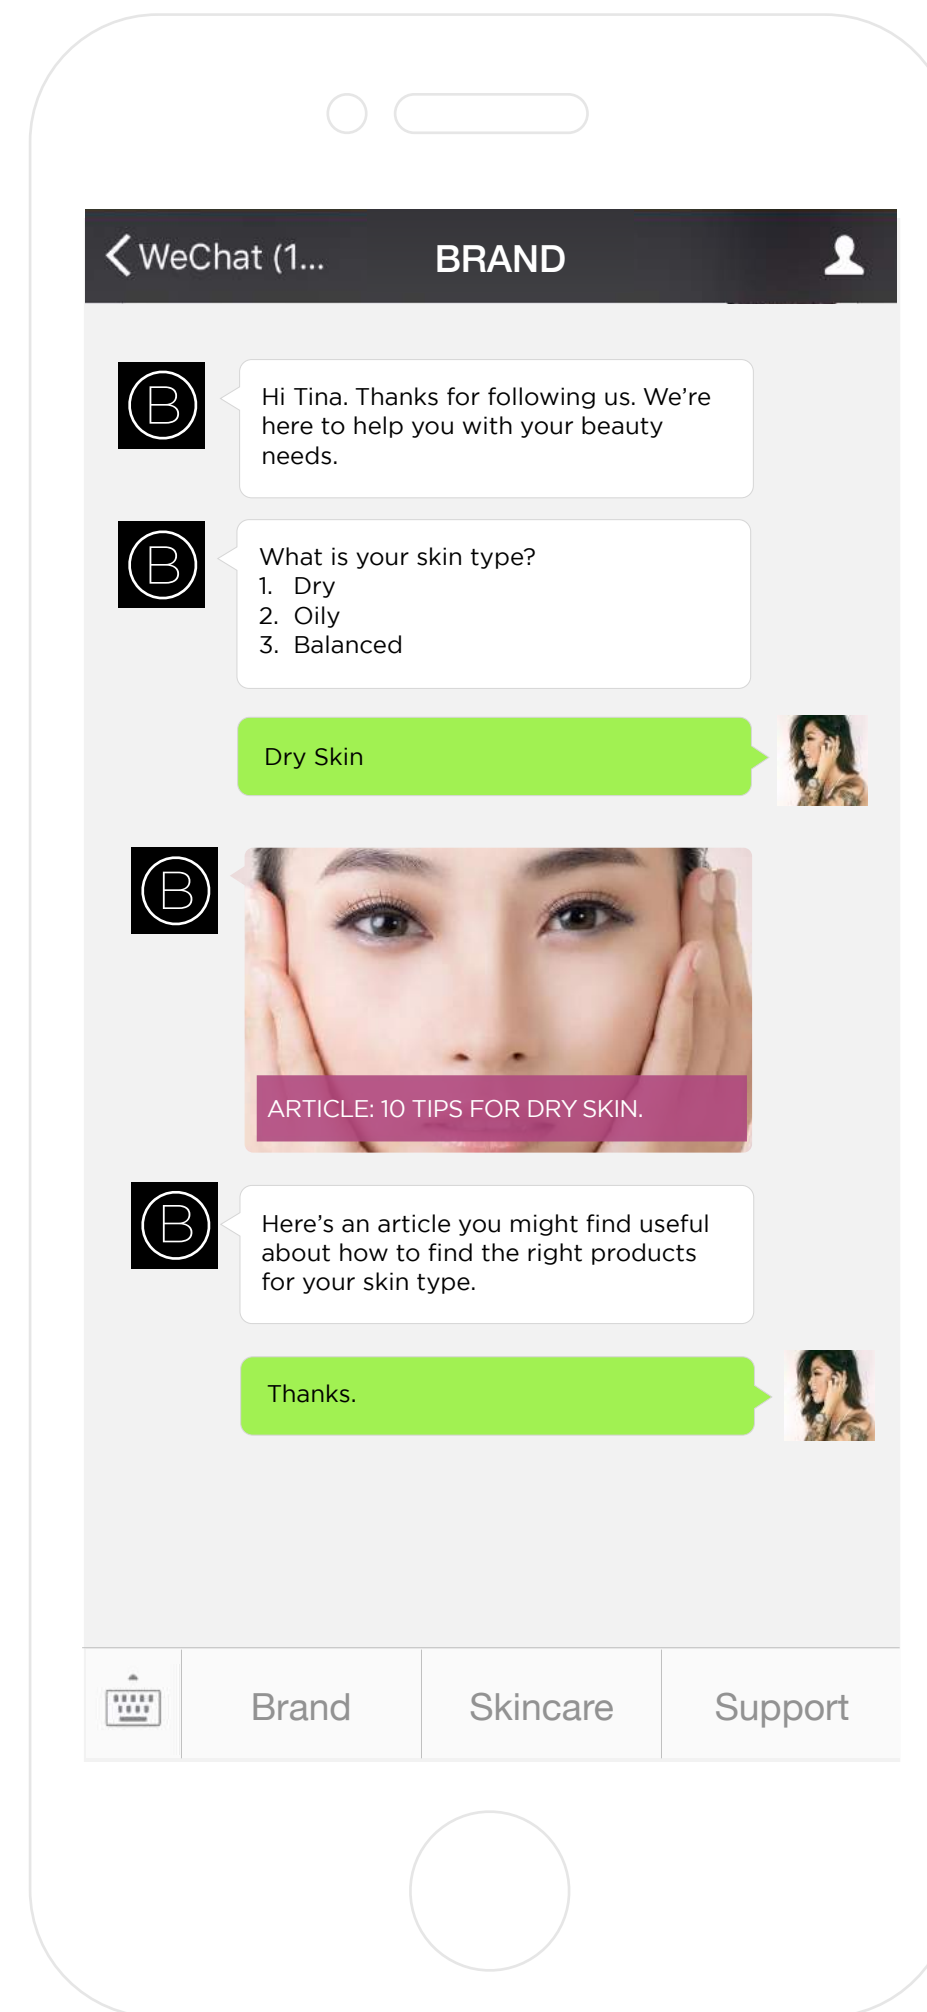 WeChat (1...
BRAND
B
Hi Tina. Thanks for following us. We’re
here to help you with your beauty
needs.
B
What is your skin type?
1. Dry
2. Oily
3. Balanced
Dry Skin
B
ARTICLE: 10 TIPS FOR DRY SKIN.
B
Here’s an article you might find useful
about how to find the right products
for your skin type.
Thanks.
Brand
Skincare
Support